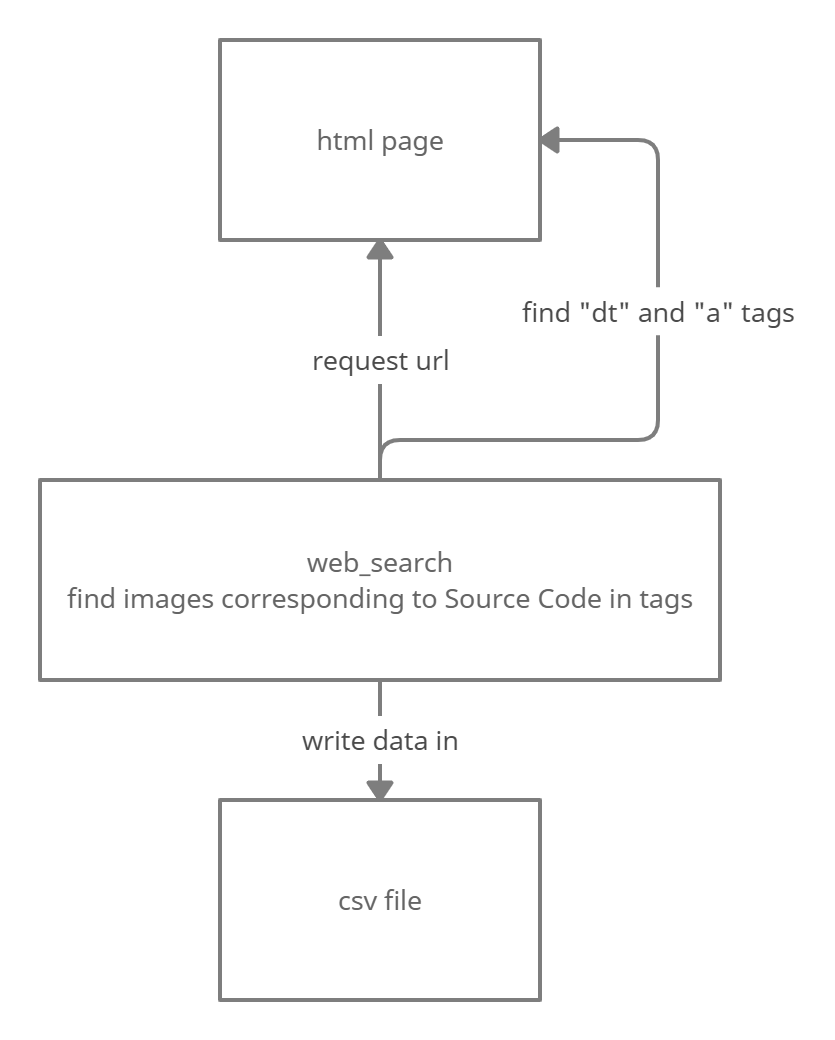 html page
find "dt" and "a" tags
request url
web_search
find images corresponding to Source Code in tags
write data in
csv file